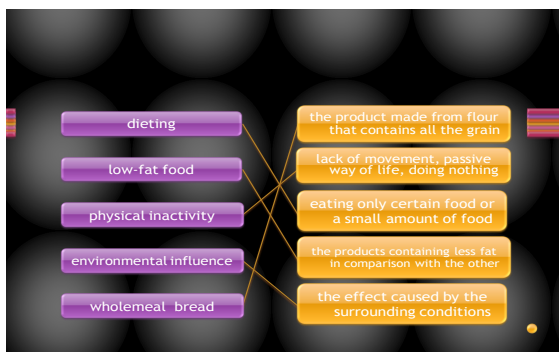 dieting
low-fat food
physical inactivity
environmental influence
wholemeal bread
the product made from flour
that contains all the grain
lack of movement, passive
way of life, doing nothing
eating only certain food or
a small amount of food
the products containing less fat
in comparison with the other
the effect caused by the
surrounding conditions